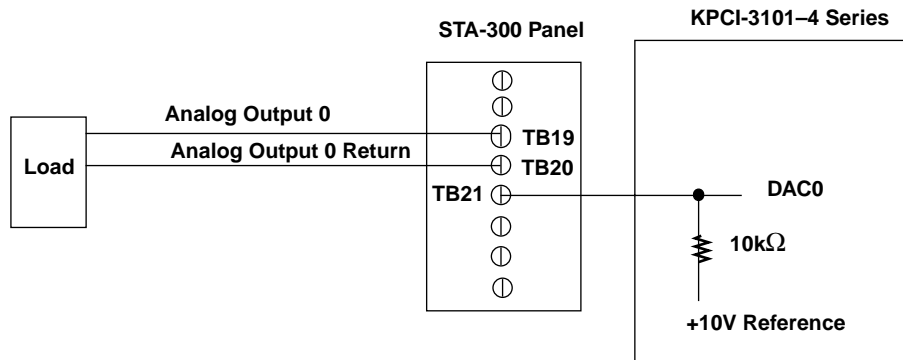 KPCI-3101–4 Series
STA-300 Panel
Analog Output 0
TB19
Analog Output 0 Return
TB20
Load
TB21
DAC0
10kΩ
+10V Reference